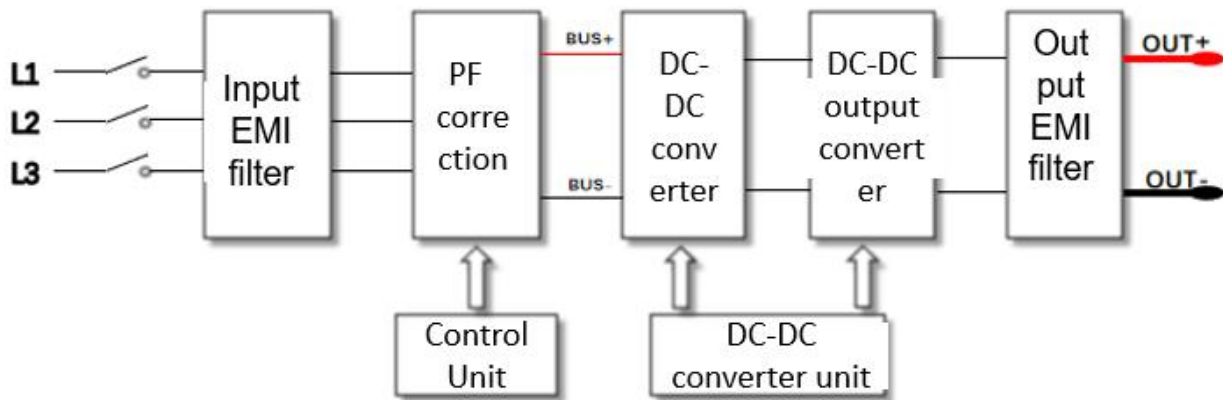 L1
L2
L3
Input
EMI
filter
PF
corre
ction
BUS+
BUS-
DC-
DC
conv
erter
DC-DC
output
convert
er
Out
put
EMI
filter
OUT+
OUT-
Control
Unit
DC-DC
converter unit